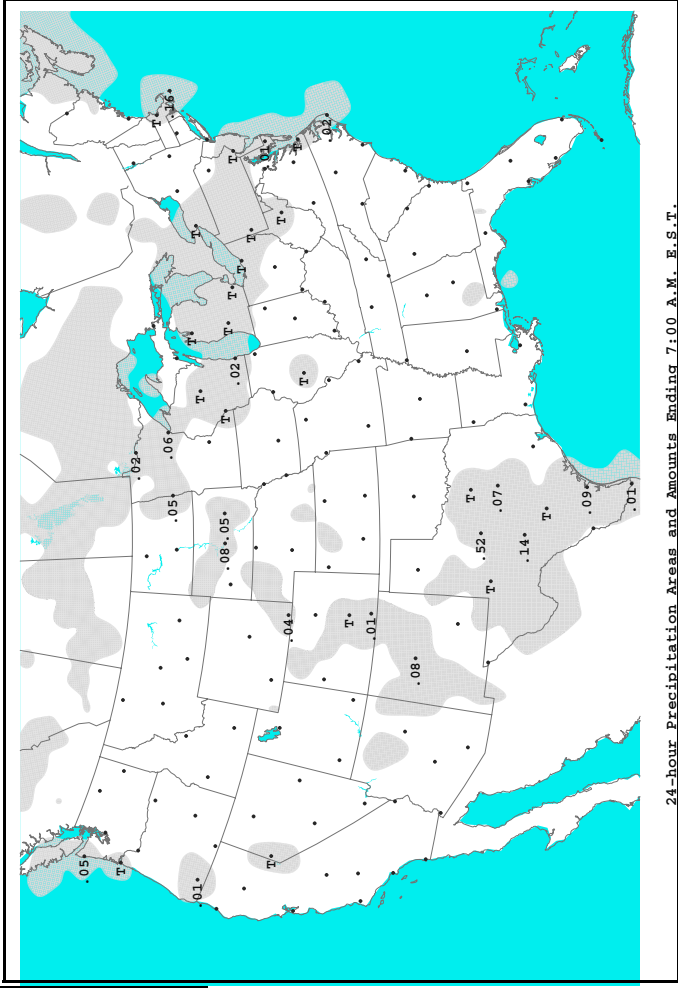 .05
T
.02
T
.06
.16
.05
T
T
.01
T
T
.08 .05
T
T
T
.02
T
T
.01
T
T
.04
T
T
.02
T
.01
.08
T
.52
T
.07
.14
T
.09
.01
24-hour Precipitation Areas and Amounts Ending 7:00 A.M. E.S.T.